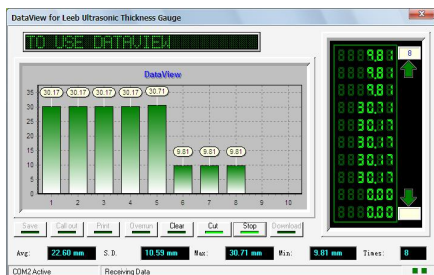 DataView for Leeb Ultrasonic Thickness Gauge
TO USE DATAVIEW
DataView
30.17 30.17 30.17 30.17 30.71
9.81 9.81 9.81
35
30
25
20
15
10
5
0
1 2 3 4 5 6 7 8 9 10
Save Call out Print Overrun Clear Cut Stop Download
8
9.81
9.81
9.81
30.71
30.17
30.17
30.17
30.17
0.00
0.00
Avg: 22.60 mm S.D. 10.59 mm Max: 30.71 mm Min: 9.81 mm Times: 8
COM2 Active Receiving Data